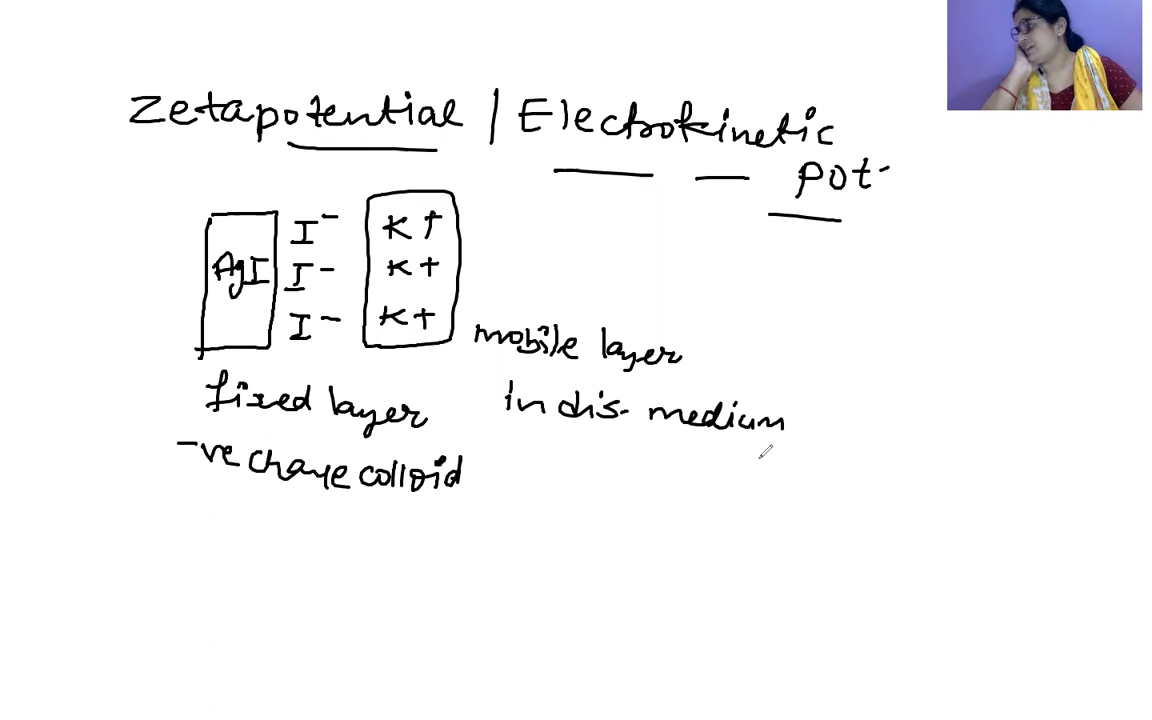 Zetapotential | Electrokinetic
pot-
AgI I⁻ K+
I⁻ K+
I⁻ K+
mobile layer
in dis- medium
fixed layer
-ve charge colloid